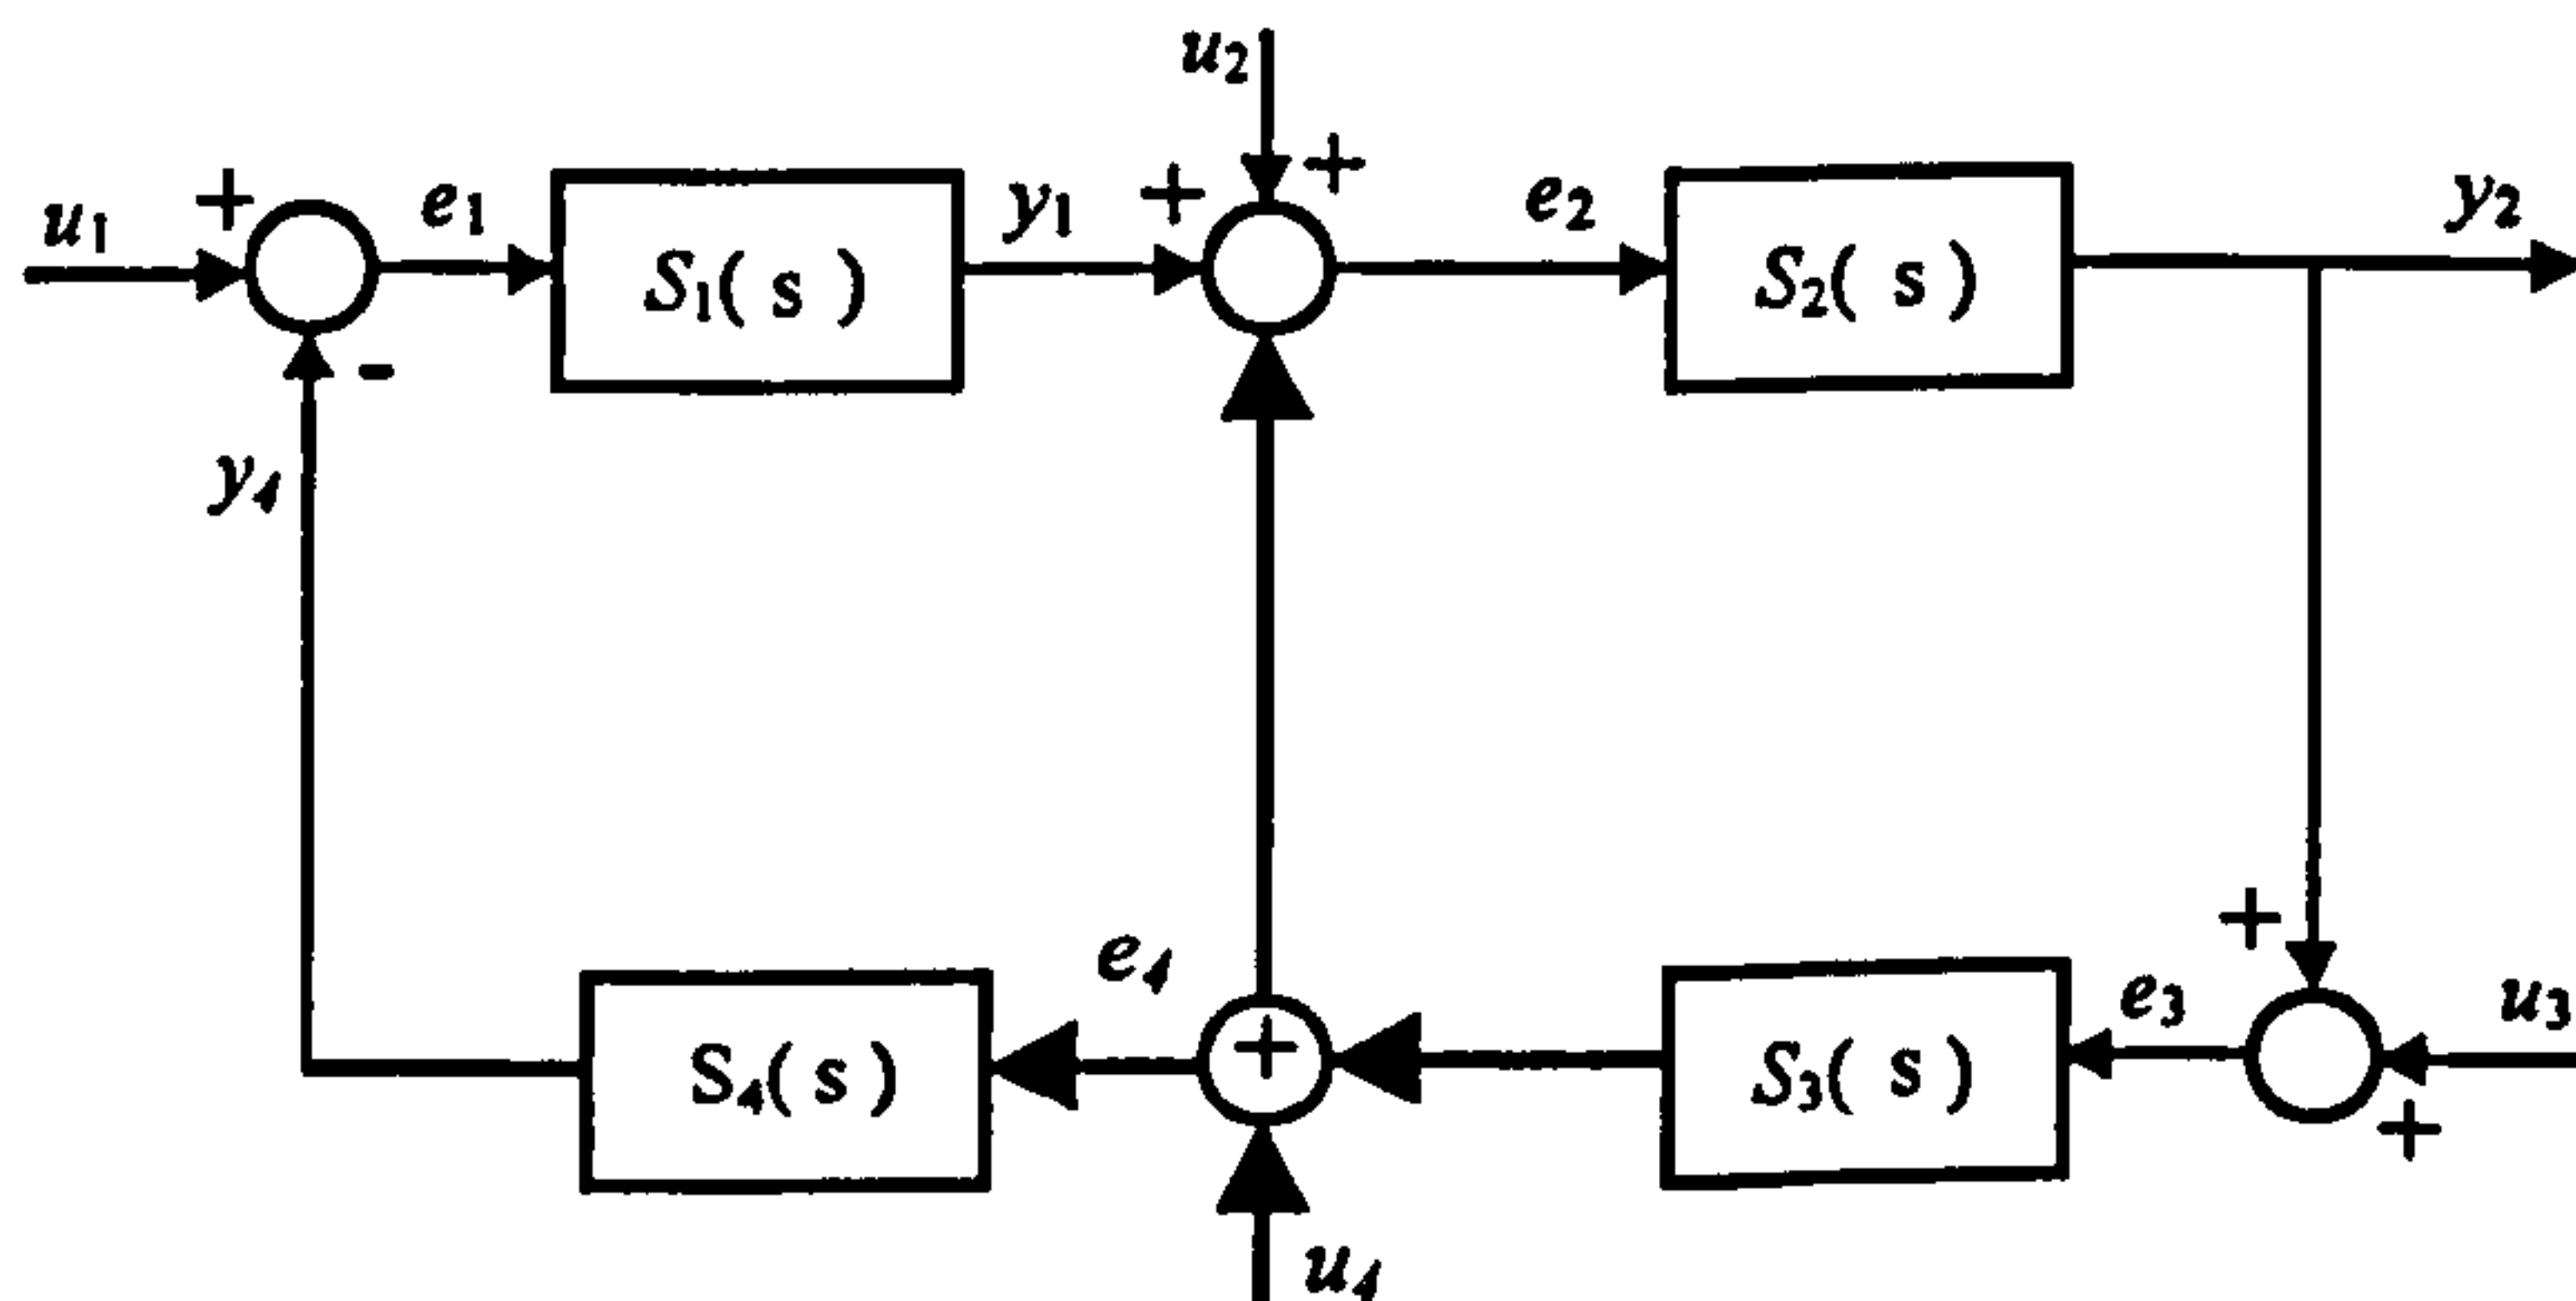 u₂
u₁ + e₁ S₁( s ) y₁ + + e₂ S₂( s ) y₂
-
y₄
+
e₄ e₃ u₃
S₄( s ) + S₃( s )
+
u₄